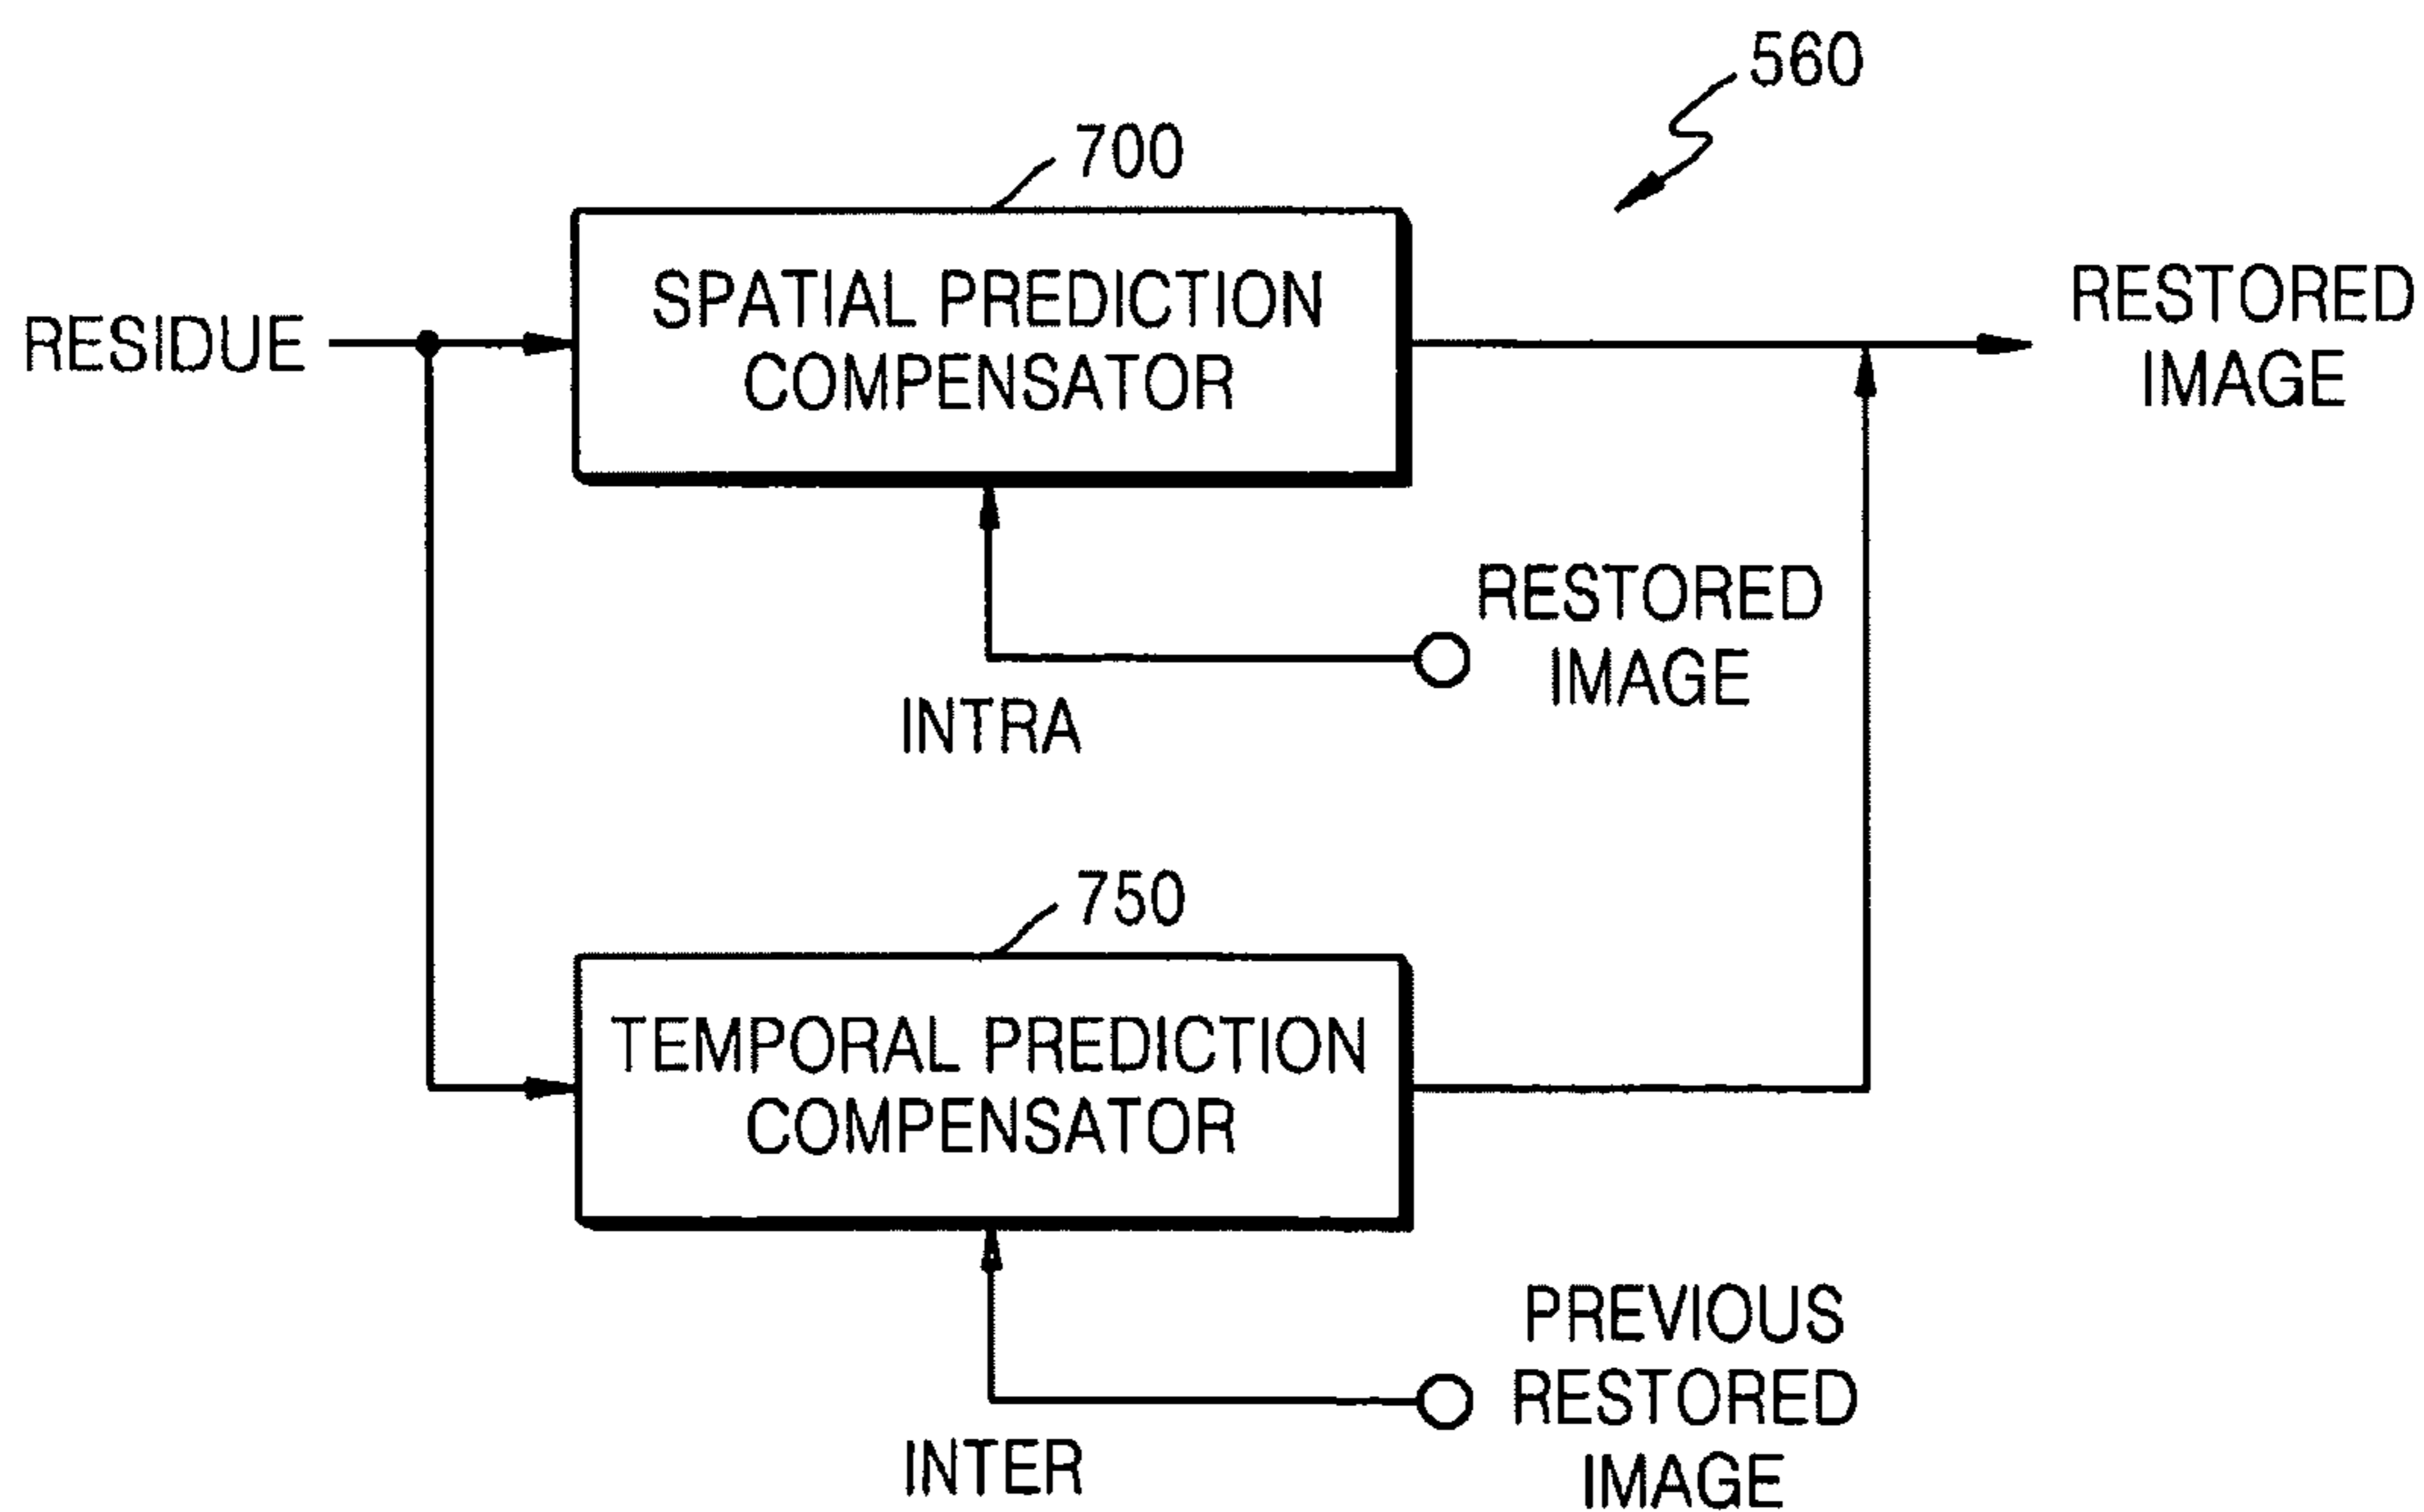 560
700
SPATIAL PREDICTION
COMPENSATOR
RESIDUE
RESTORED
IMAGE
RESTORED
IMAGE
INTRA
750
TEMPORAL PREDICTION
COMPENSATOR
PREVIOUS
RESTORED
IMAGE
INTER